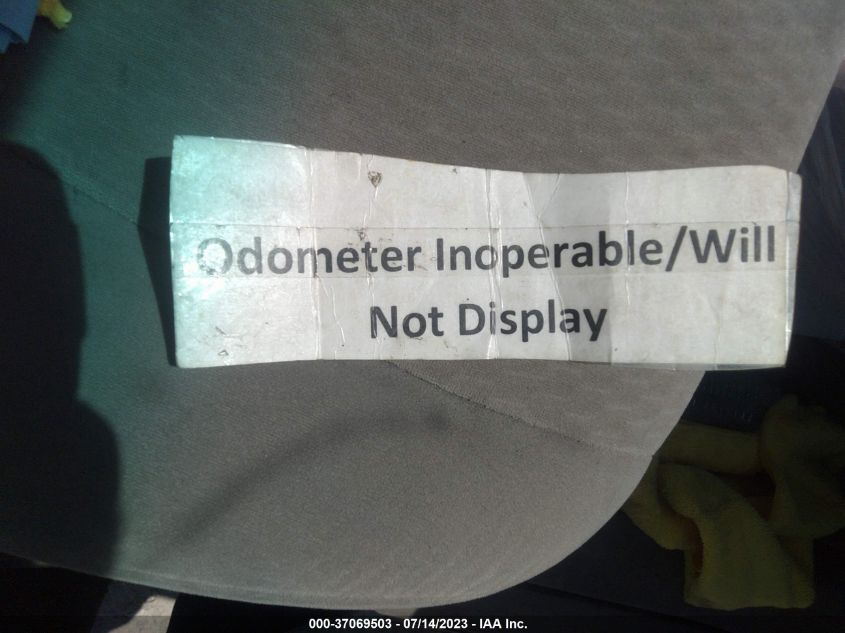 Odometer Inoperable/Will
Not Display
000-37069503 - 07/14/2023 - IAA Inc.